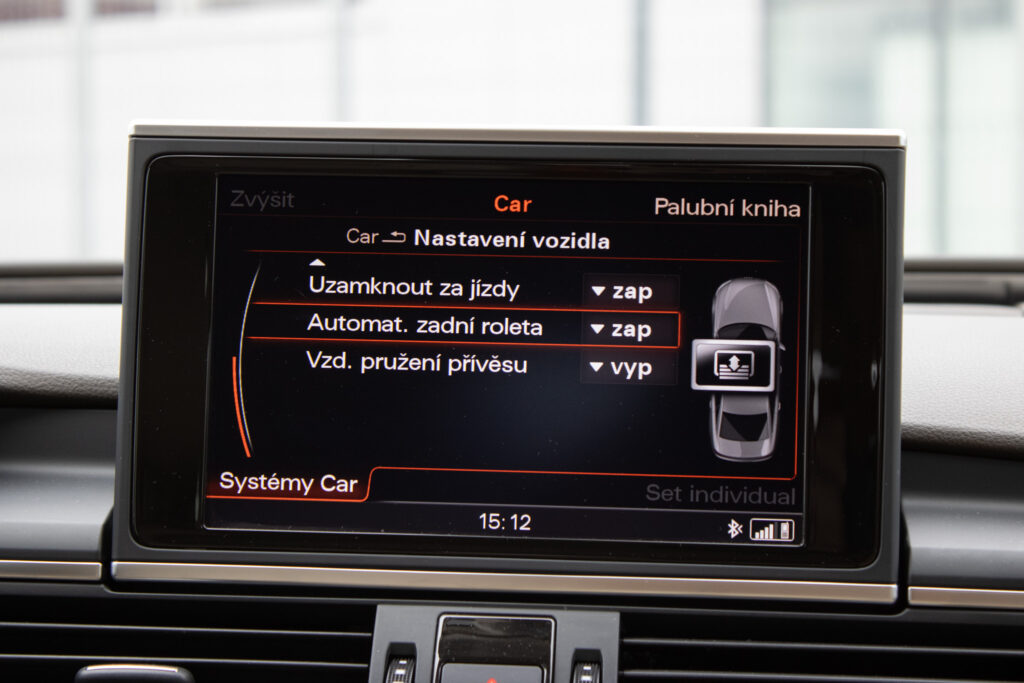 Zvýšit Car Palubní kniha
Car Nastavení vozidla
Uzamknout za jízdy zap
Automat. zadní roleta zap
Vzd. pružení přívěsu vyp
Systémy Car Set individual
15:12